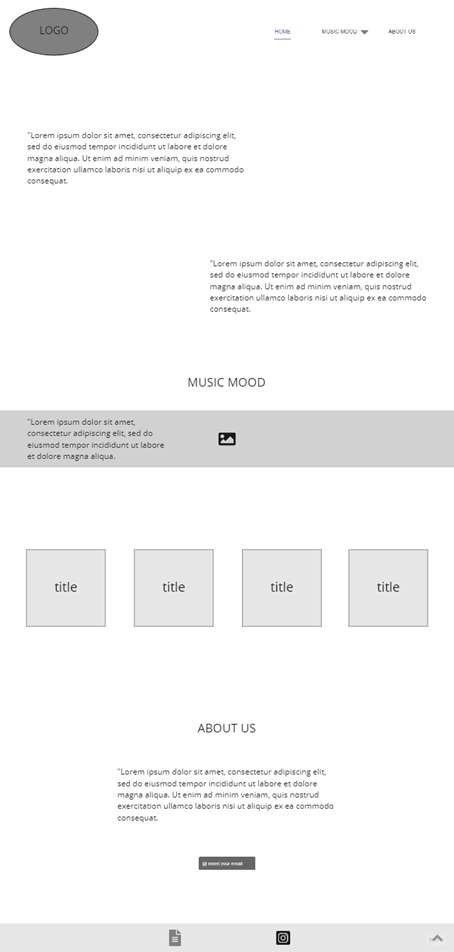 LOGO
HOME MUSIC MOOD ABOUT US
"Lorem ipsum dolor sit amet, consectetur adipiscing elit,
sed do eiusmod tempor incididunt ut labore et dolore
magna aliqua. Ut enim ad minim veniam, quis nostrud
exercitation ullamco laboris nisi ut aliquip ex ea commodo
consequat.
"Lorem ipsum dolor sit amet, consectetur adipiscing elit,
sed do eiusmod tempor incididunt ut labore et dolore
magna aliqua. Ut enim ad minim veniam, quis nostrud
exercitation ullamco laboris nisi ut aliquip ex ea commodo
consequat.
MUSIC MOOD
"Lorem ipsum dolor sit amet,
consectetur adipiscing elit, sed do
eiusmod tempor incididunt ut labore
et dolore magna aliqua.
title title title title
ABOUT US
"Lorem ipsum dolor sit amet, consectetur adipiscing elit,
sed do eiusmod tempor incididunt ut labore et dolore
magna aliqua. Ut enim ad minim veniam, quis nostrud
exercitation ullamco laboris nisi ut aliquip ex ea commodo
consequat.
@ insert your email